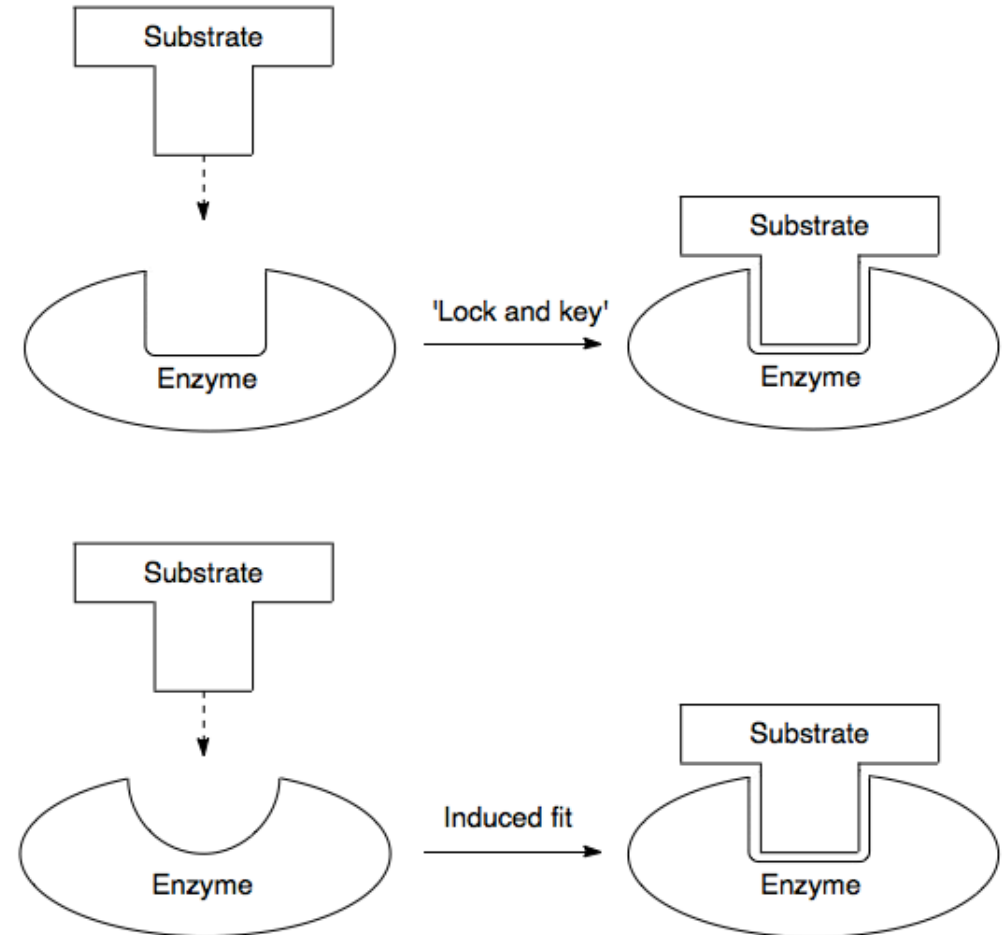 Substrate
Substrate
'Lock and key'
Enzyme
Enzyme
Substrate
Substrate
Induced fit
Enzyme
Enzyme